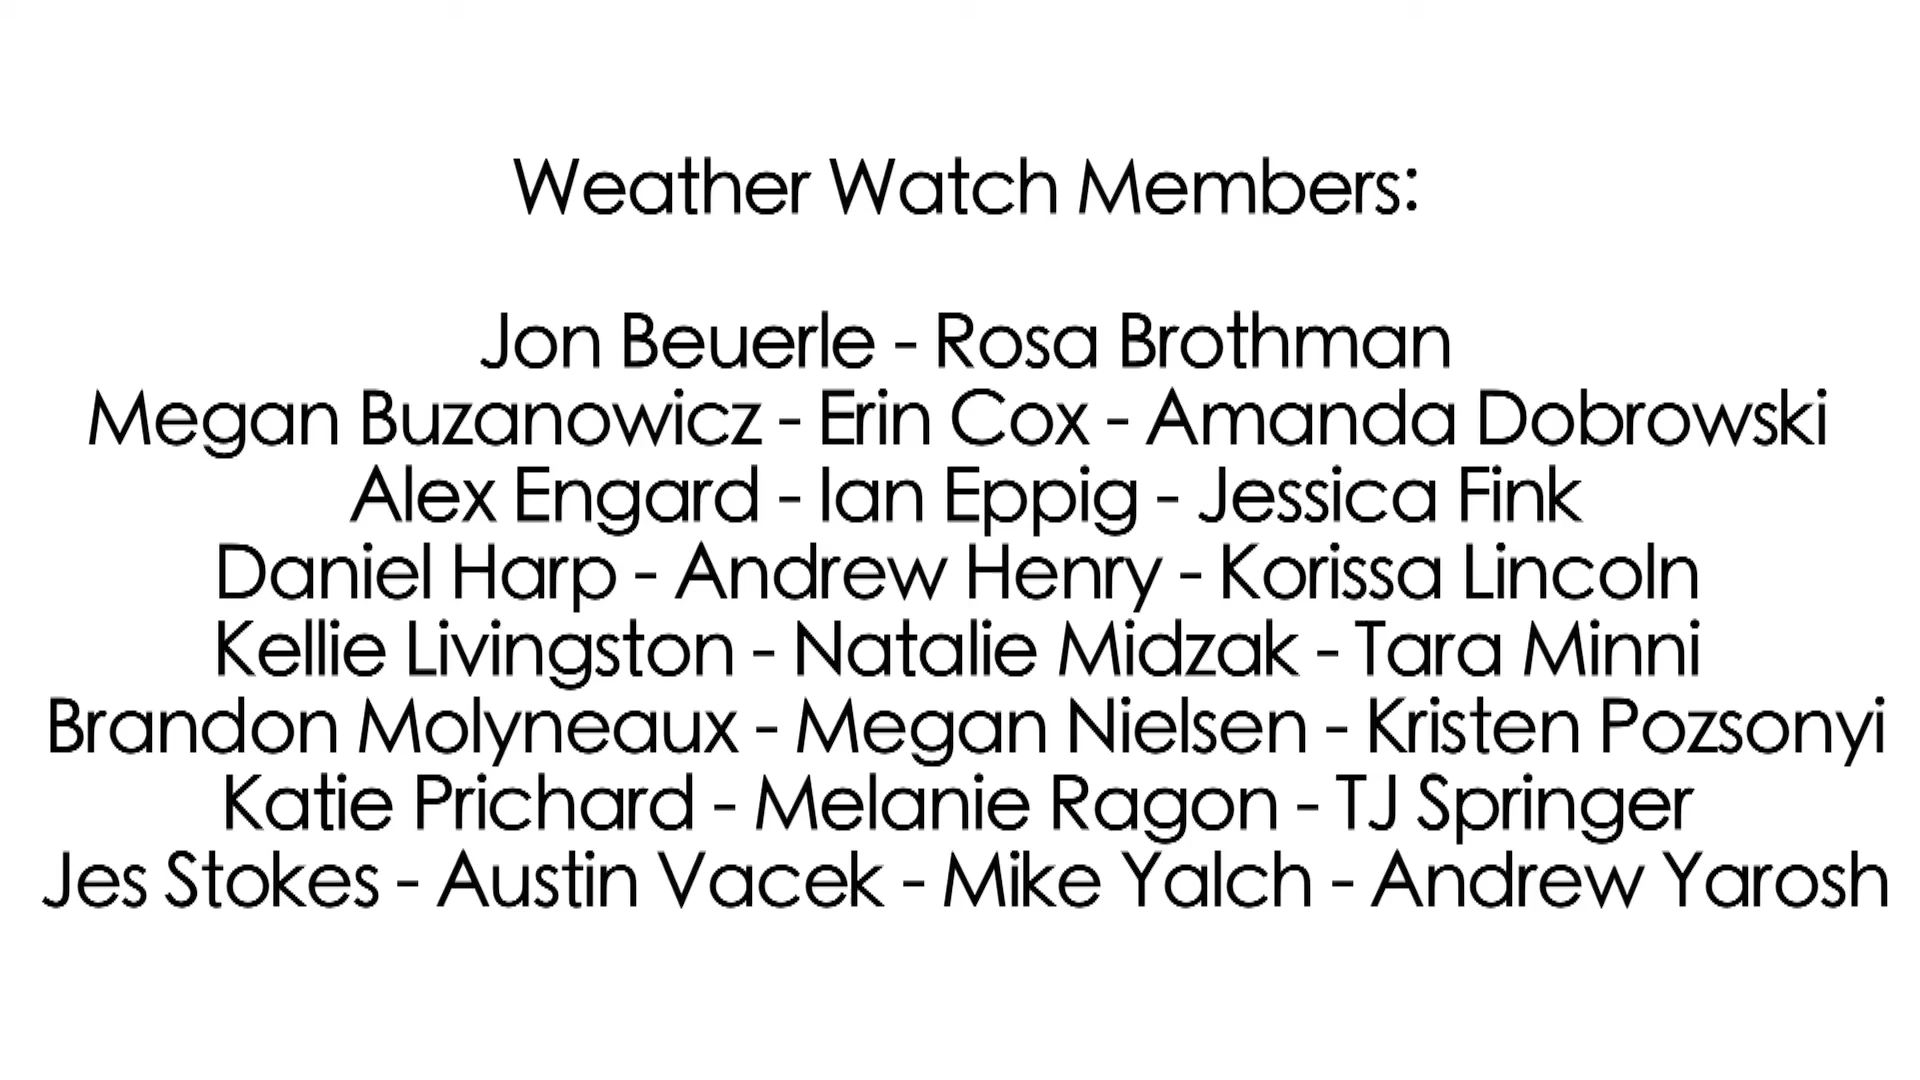 Weather Watch Members:
Jon Beuerle - Rosa Brothman
Megan Buzanowicz - Erin Cox - Amanda Dobrowski
Alex Engard - Ian Eppig - Jessica Fink
Daniel Harp - Andrew Henry - Korissa Lincoln
Kellie Livingston - Natalie Midzak - Tara Minni
Brandon Molyneaux - Megan Nielsen - Kristen Pozsonyi
Katie Prichard - Melanie Ragon - TJ Springer
Jes Stokes - Austin Vacek - Mike Yalch - Andrew Yarosh